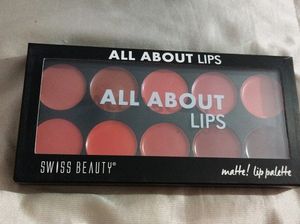 ALL ABOUT LIPS
ALL ABOUT
LIPS
SWISS BEAUTY®
matte! lip palette